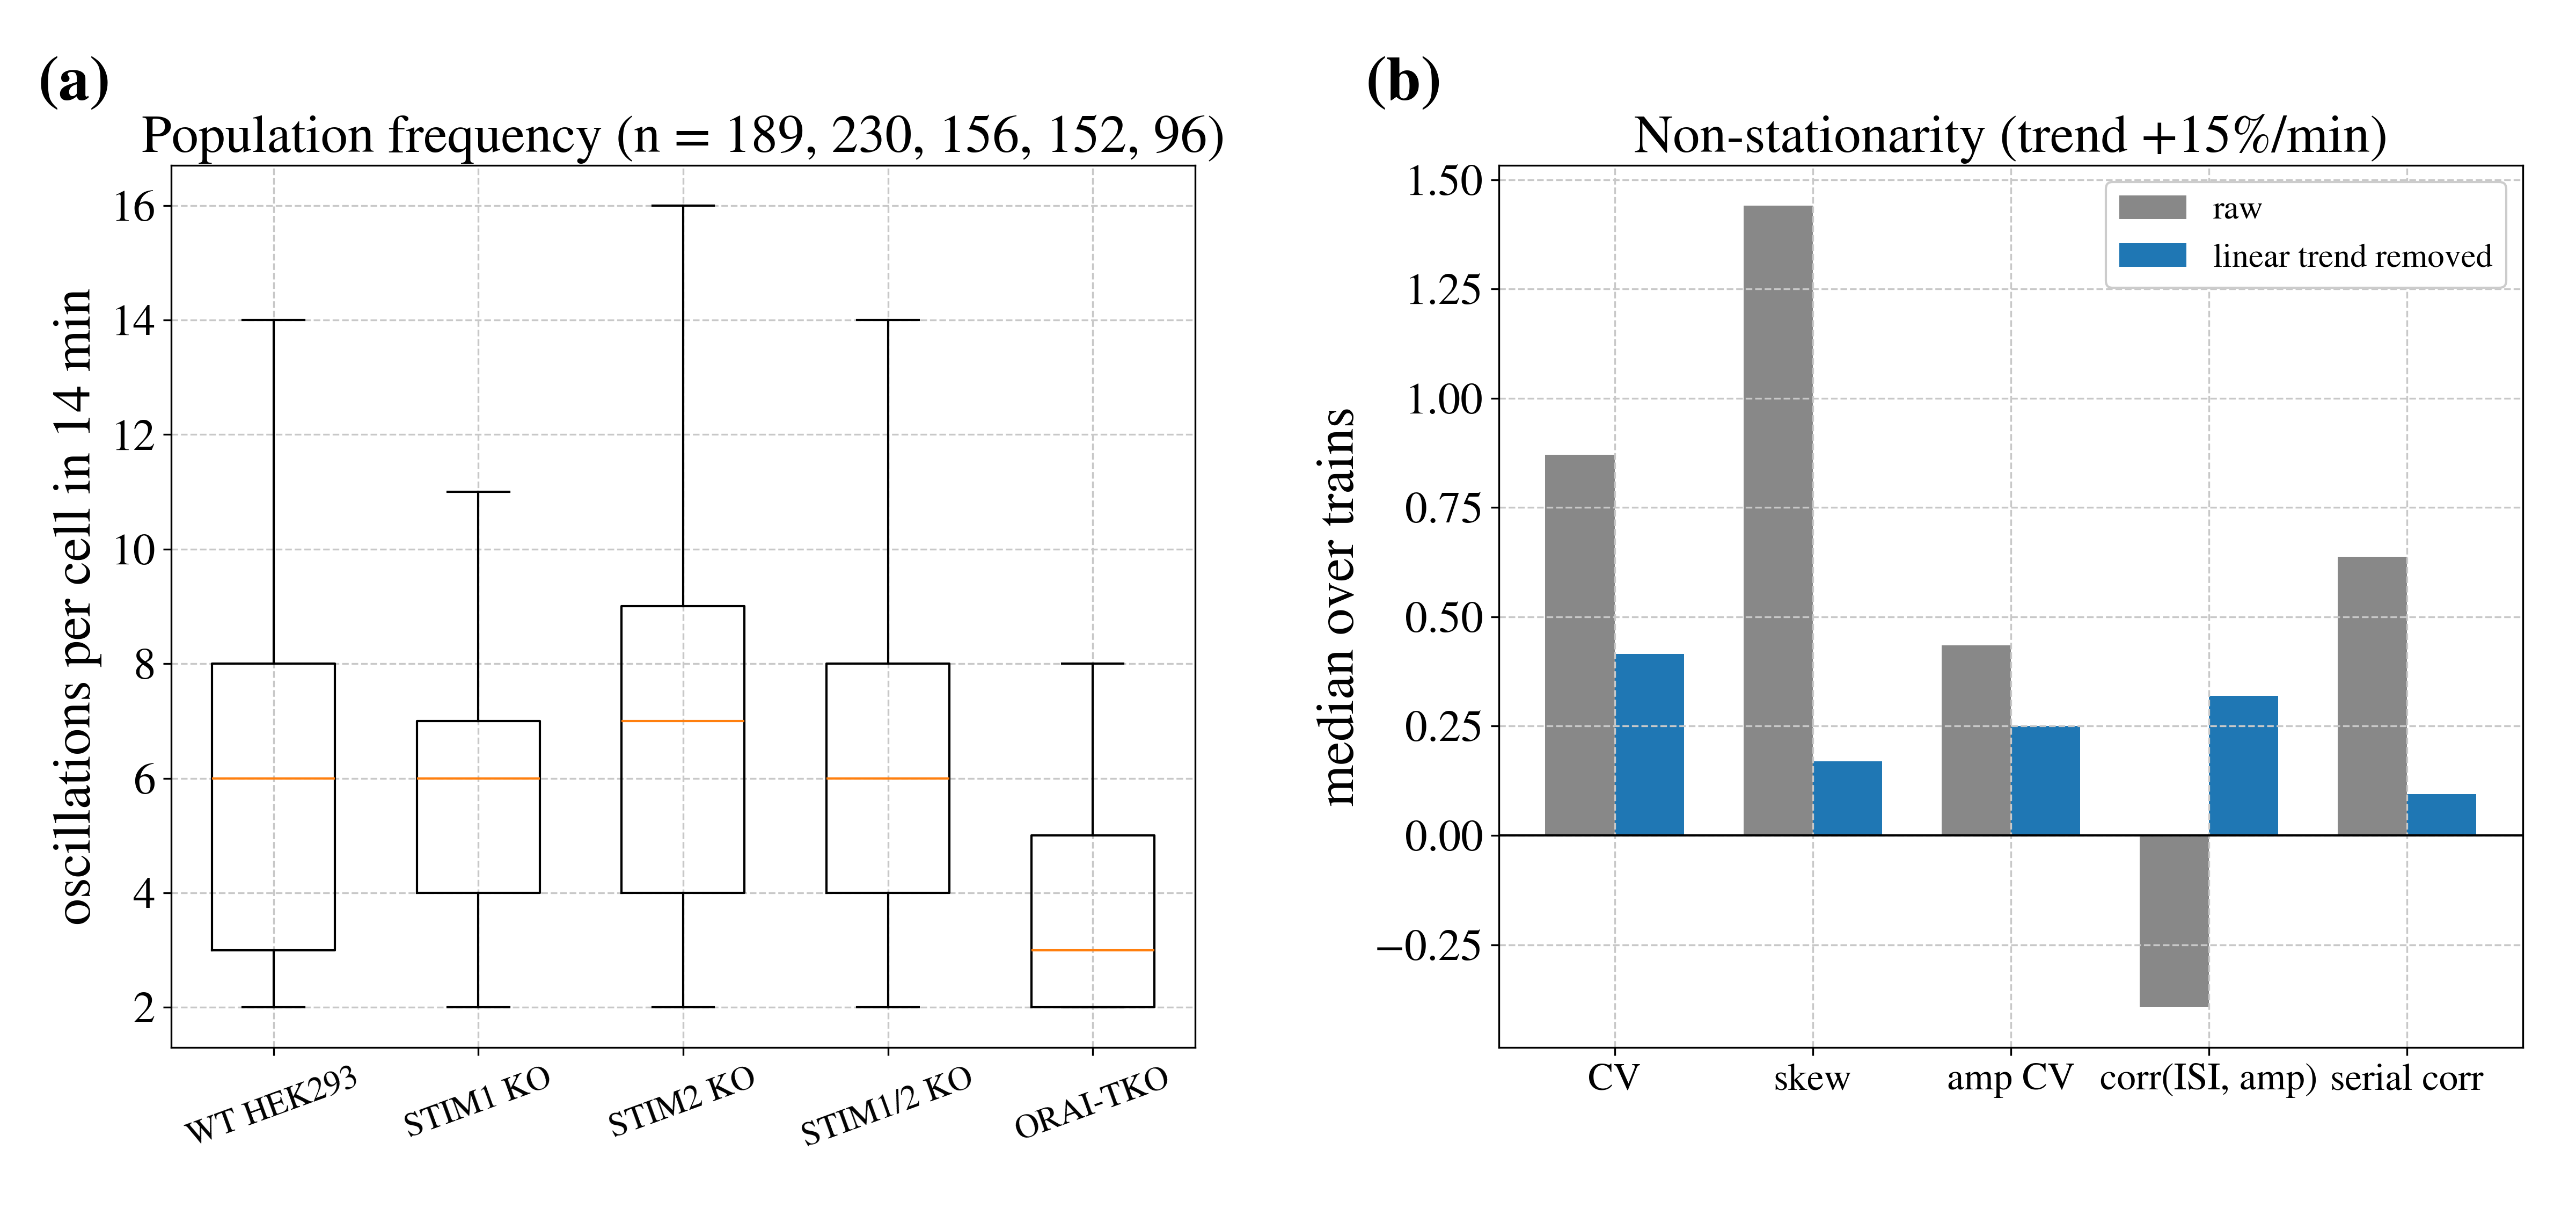 (a)
Population frequency (n = 189, 230, 156, 152, 96)
oscillations per cell in 14 min
16
14
12
10
8
6
4
2
WT HEK293
STIM1 KO
STIM2 KO
STIM1/2 KO
ORAI-TKO
(b)
Non-stationarity (trend +15%/min)
median over trains
1.50
1.25
1.00
0.75
0.50
0.25
0.00
−0.25
raw
linear trend removed
CV
skew
amp CV
corr(ISI, amp)
serial corr